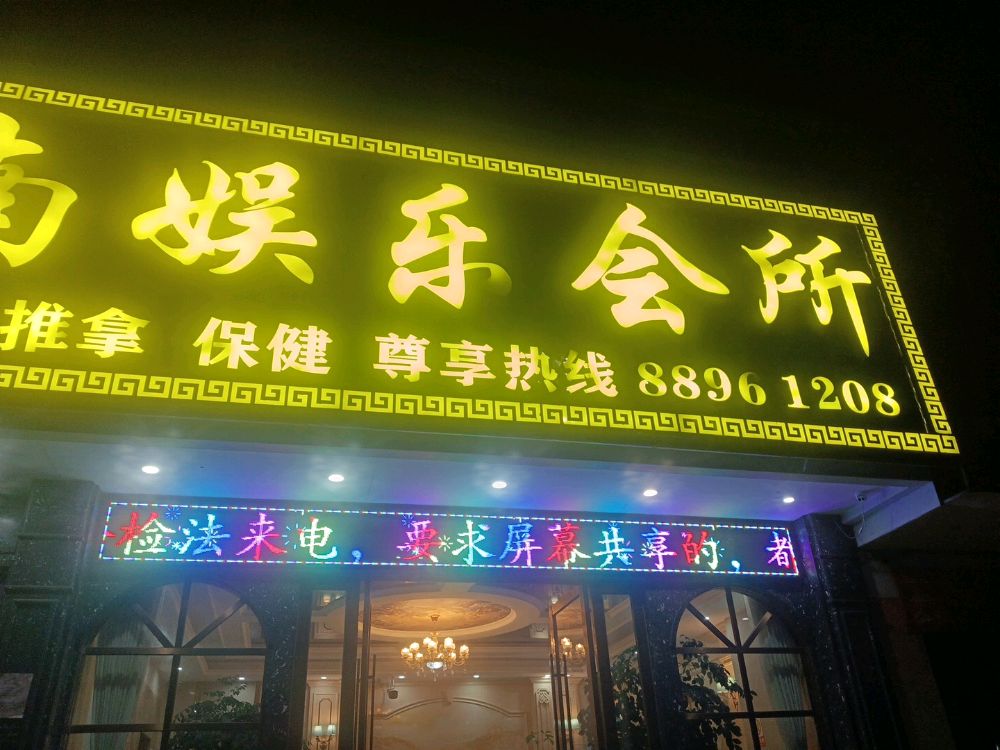 娱乐会所
推拿 保健 尊享热线 8896 1208
检法来电，要求屏幕共享的，者